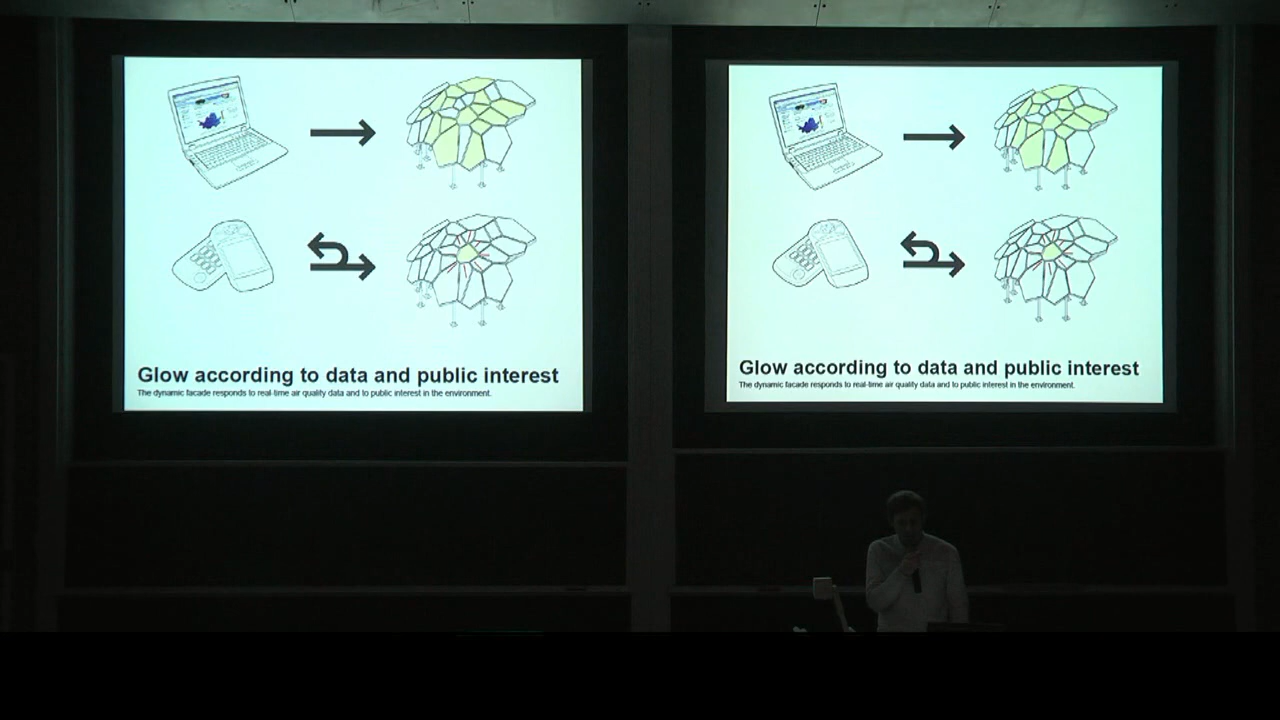 Glow according to data and public interest
The dynamic facade responds to real-time air quality data and to public interest in the environment.
Glow according to data and public interest
The dynamic facade responds to real-time air quality data and to public interest in the environment.